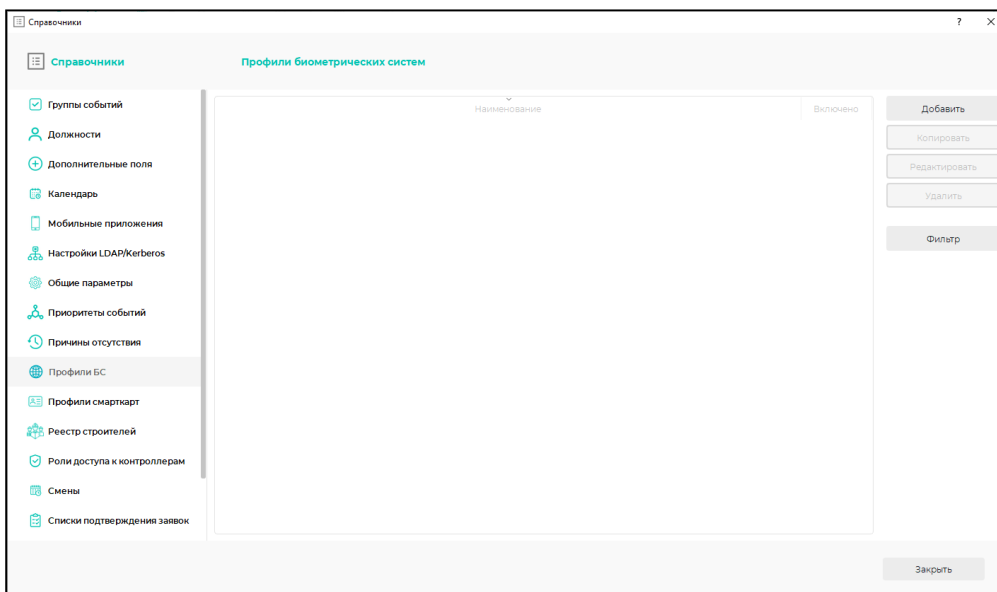 Справочники
?
Справочники
Профили биометрических систем
Группы событий
Должности
Дополнительные поля
Календарь
Мобильные приложения
Настройки LDAP/Kerberos
Общие параметры
Приоритеты событий
Причины отсутствия
Профили БС
Профили смарткарт
Реестр строителей
Роли доступа к контроллерам
Смены
Списки подтверждения заявок
Наименование
Включено
Добавить
Копировать
Редактировать
Удалить
Фильтр
Закрыть